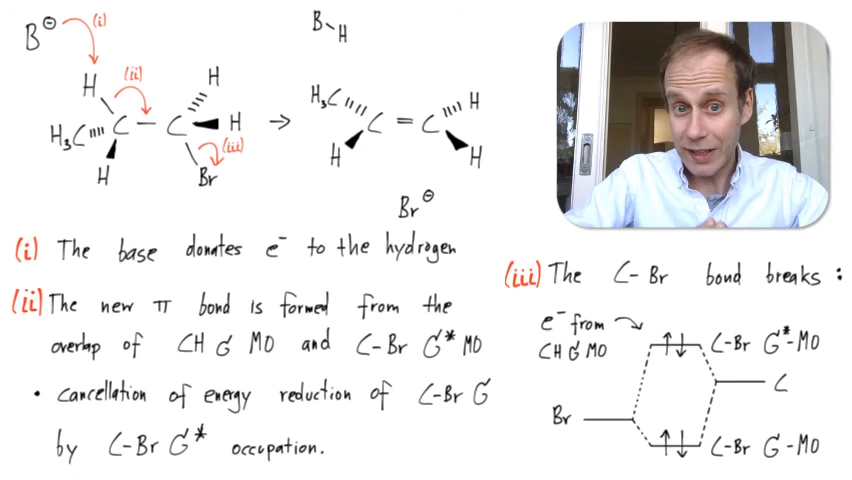 B⊖ (i)
H (ii) H
H₃C C — C H
H (iii)
Br
→
B H
H₃C C = C H
H H
Br⊖
(i) The base donates e⁻ to the hydrogen
(ii) The new π bond is formed from the
overlap of CH σ MO and C-Br σ* MO
• cancellation of energy reduction of C-Br σ
by C-Br σ* occupation.
(iii) The C-Br bond breaks:
e⁻ from
CH σ MO
C-Br σ*-MO
C
Br
C-Br σ-MO